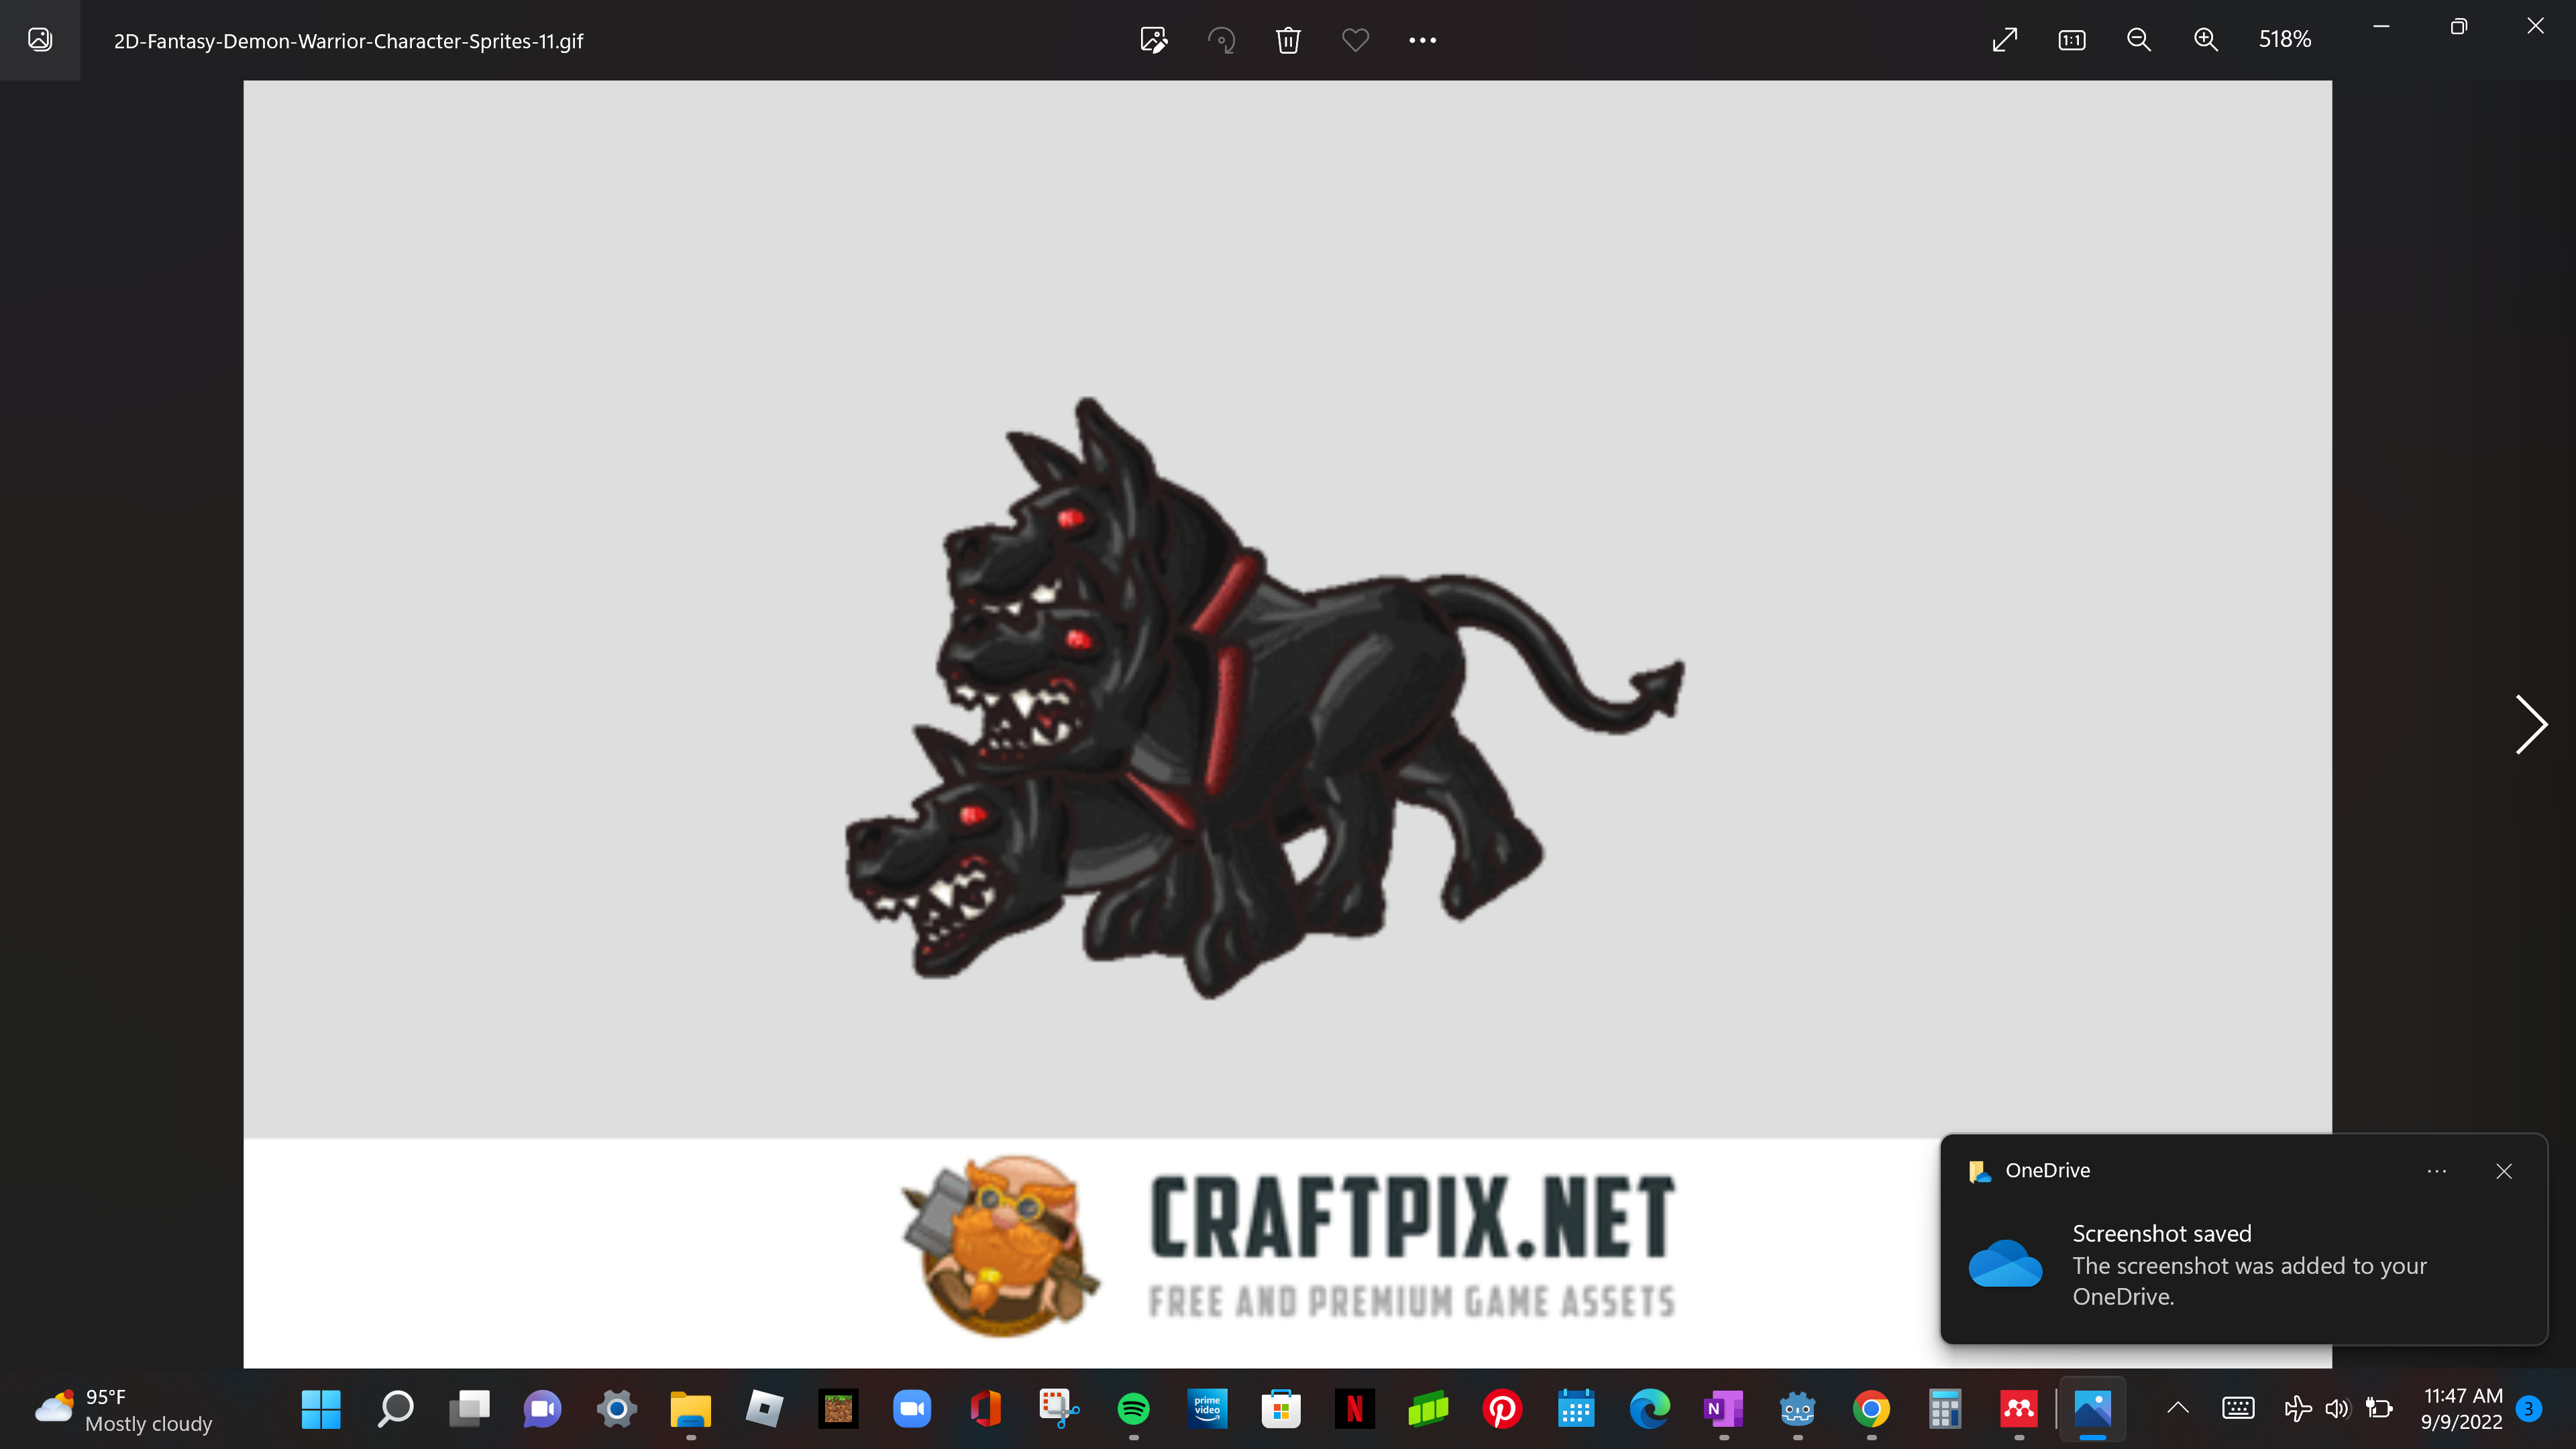 2D-Fantasy-Demon-Warrior-Character-Sprites-11.gif
518%
1:1
CRAFTPIX.NET
FREE AND PREMIUM GAME ASSETS
OneDrive
Screenshot saved
The screenshot was added to your
OneDrive.
95°F
Mostly cloudy
prime
video
N
N
11:47 AM
9/9/2022
3